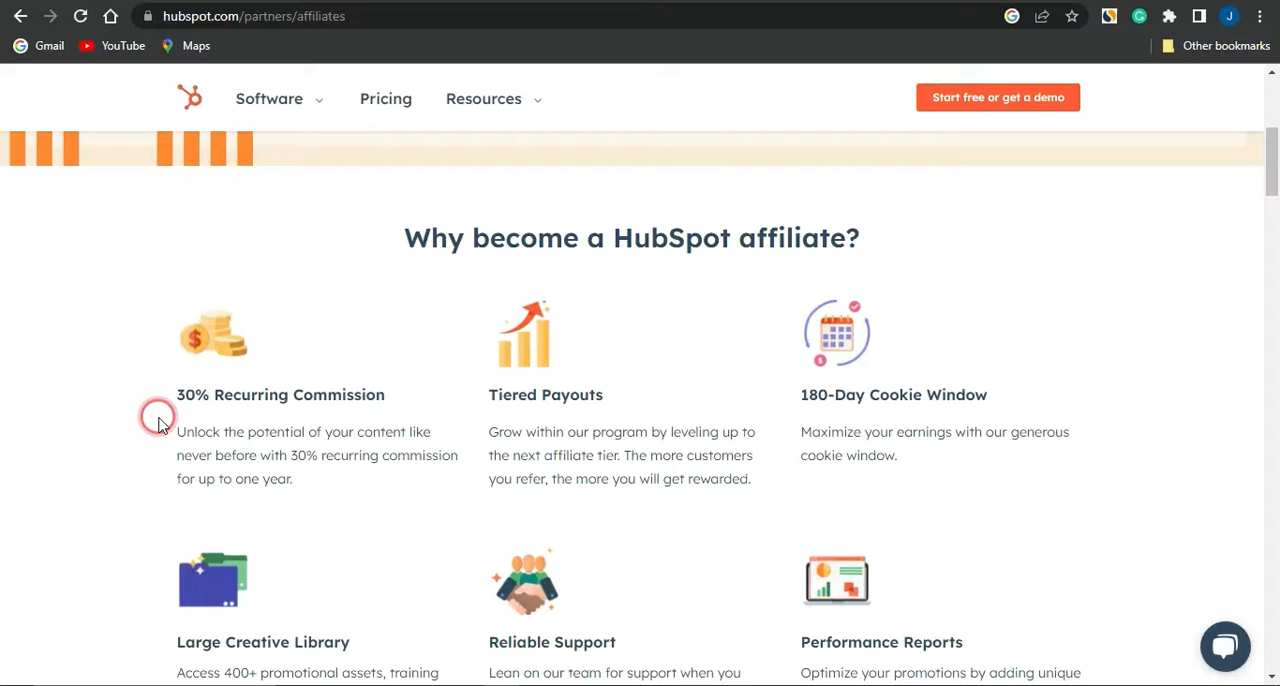 hubspot.com/partners/affiliates
J
Gmail
YouTube
Maps
Other bookmarks
Software
Pricing
Resources
Start free or get a demo
Why become a HubSpot affiliate?
30% Recurring Commission
Unlock the potential of your content like
never before with 30% recurring commission
for up to one year.
Tiered Payouts
Grow within our program by leveling up to
the next affiliate tier. The more customers
you refer, the more you will get rewarded.
180-Day Cookie Window
Maximize your earnings with our generous
cookie window.
Large Creative Library
Access 400+ promotional assets, training
Reliable Support
Lean on our team for support when you
Performance Reports
Optimize your promotions by adding unique